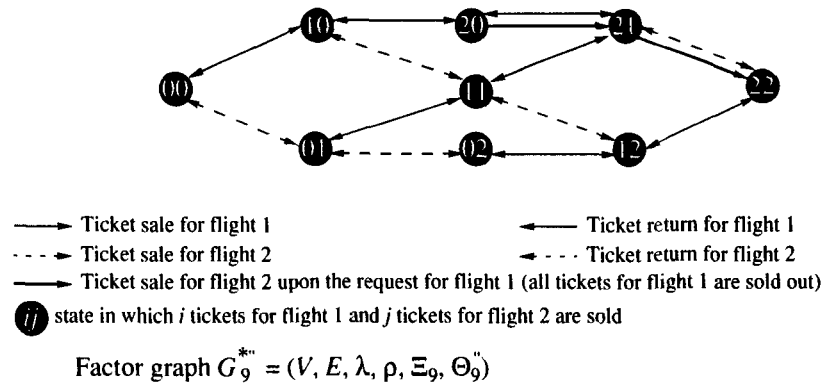 10 20 21
00 11 22
01 02 12
Ticket sale for flight 1 Ticket return for flight 1
Ticket sale for flight 2 Ticket return for flight 2
Ticket sale for flight 2 upon the request for flight 1 (all tickets for flight 1 are sold out)
ij state in which i tickets for flight 1 and j tickets for flight 2 are sold
Factor graph G₉*'' = (V, E, λ, ρ, Ξ₉, Θ₉'')